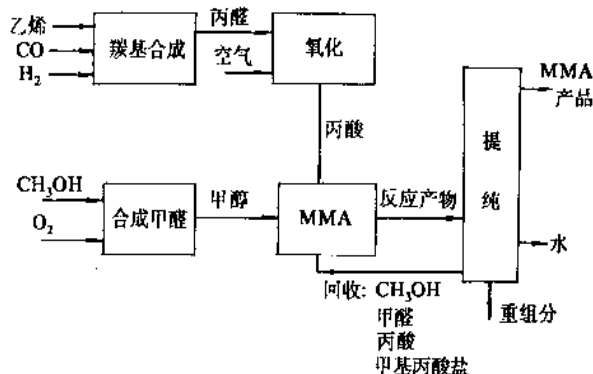 乙烯
CO
H₂
羰基合成
丙醛
空气
氧化
丙酸
CH₃OH
O₂
合成甲醛
甲醇
MMA
反应产物
提纯
MMA
产品
水
重组分
回收: CH₃OH
甲醛
丙酸
甲基丙酸盐